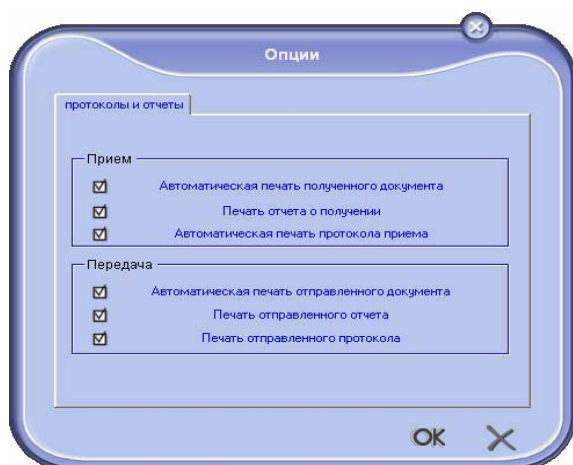 Опции
протоколы и отчеты
Прием
Автоматическая печать полученного документа
Печать отчета о получении
Автоматическая печать протокола приема
Передача
Автоматическая печать отправленного документа
Печать отправленного отчета
Печать отправленного протокола
OK